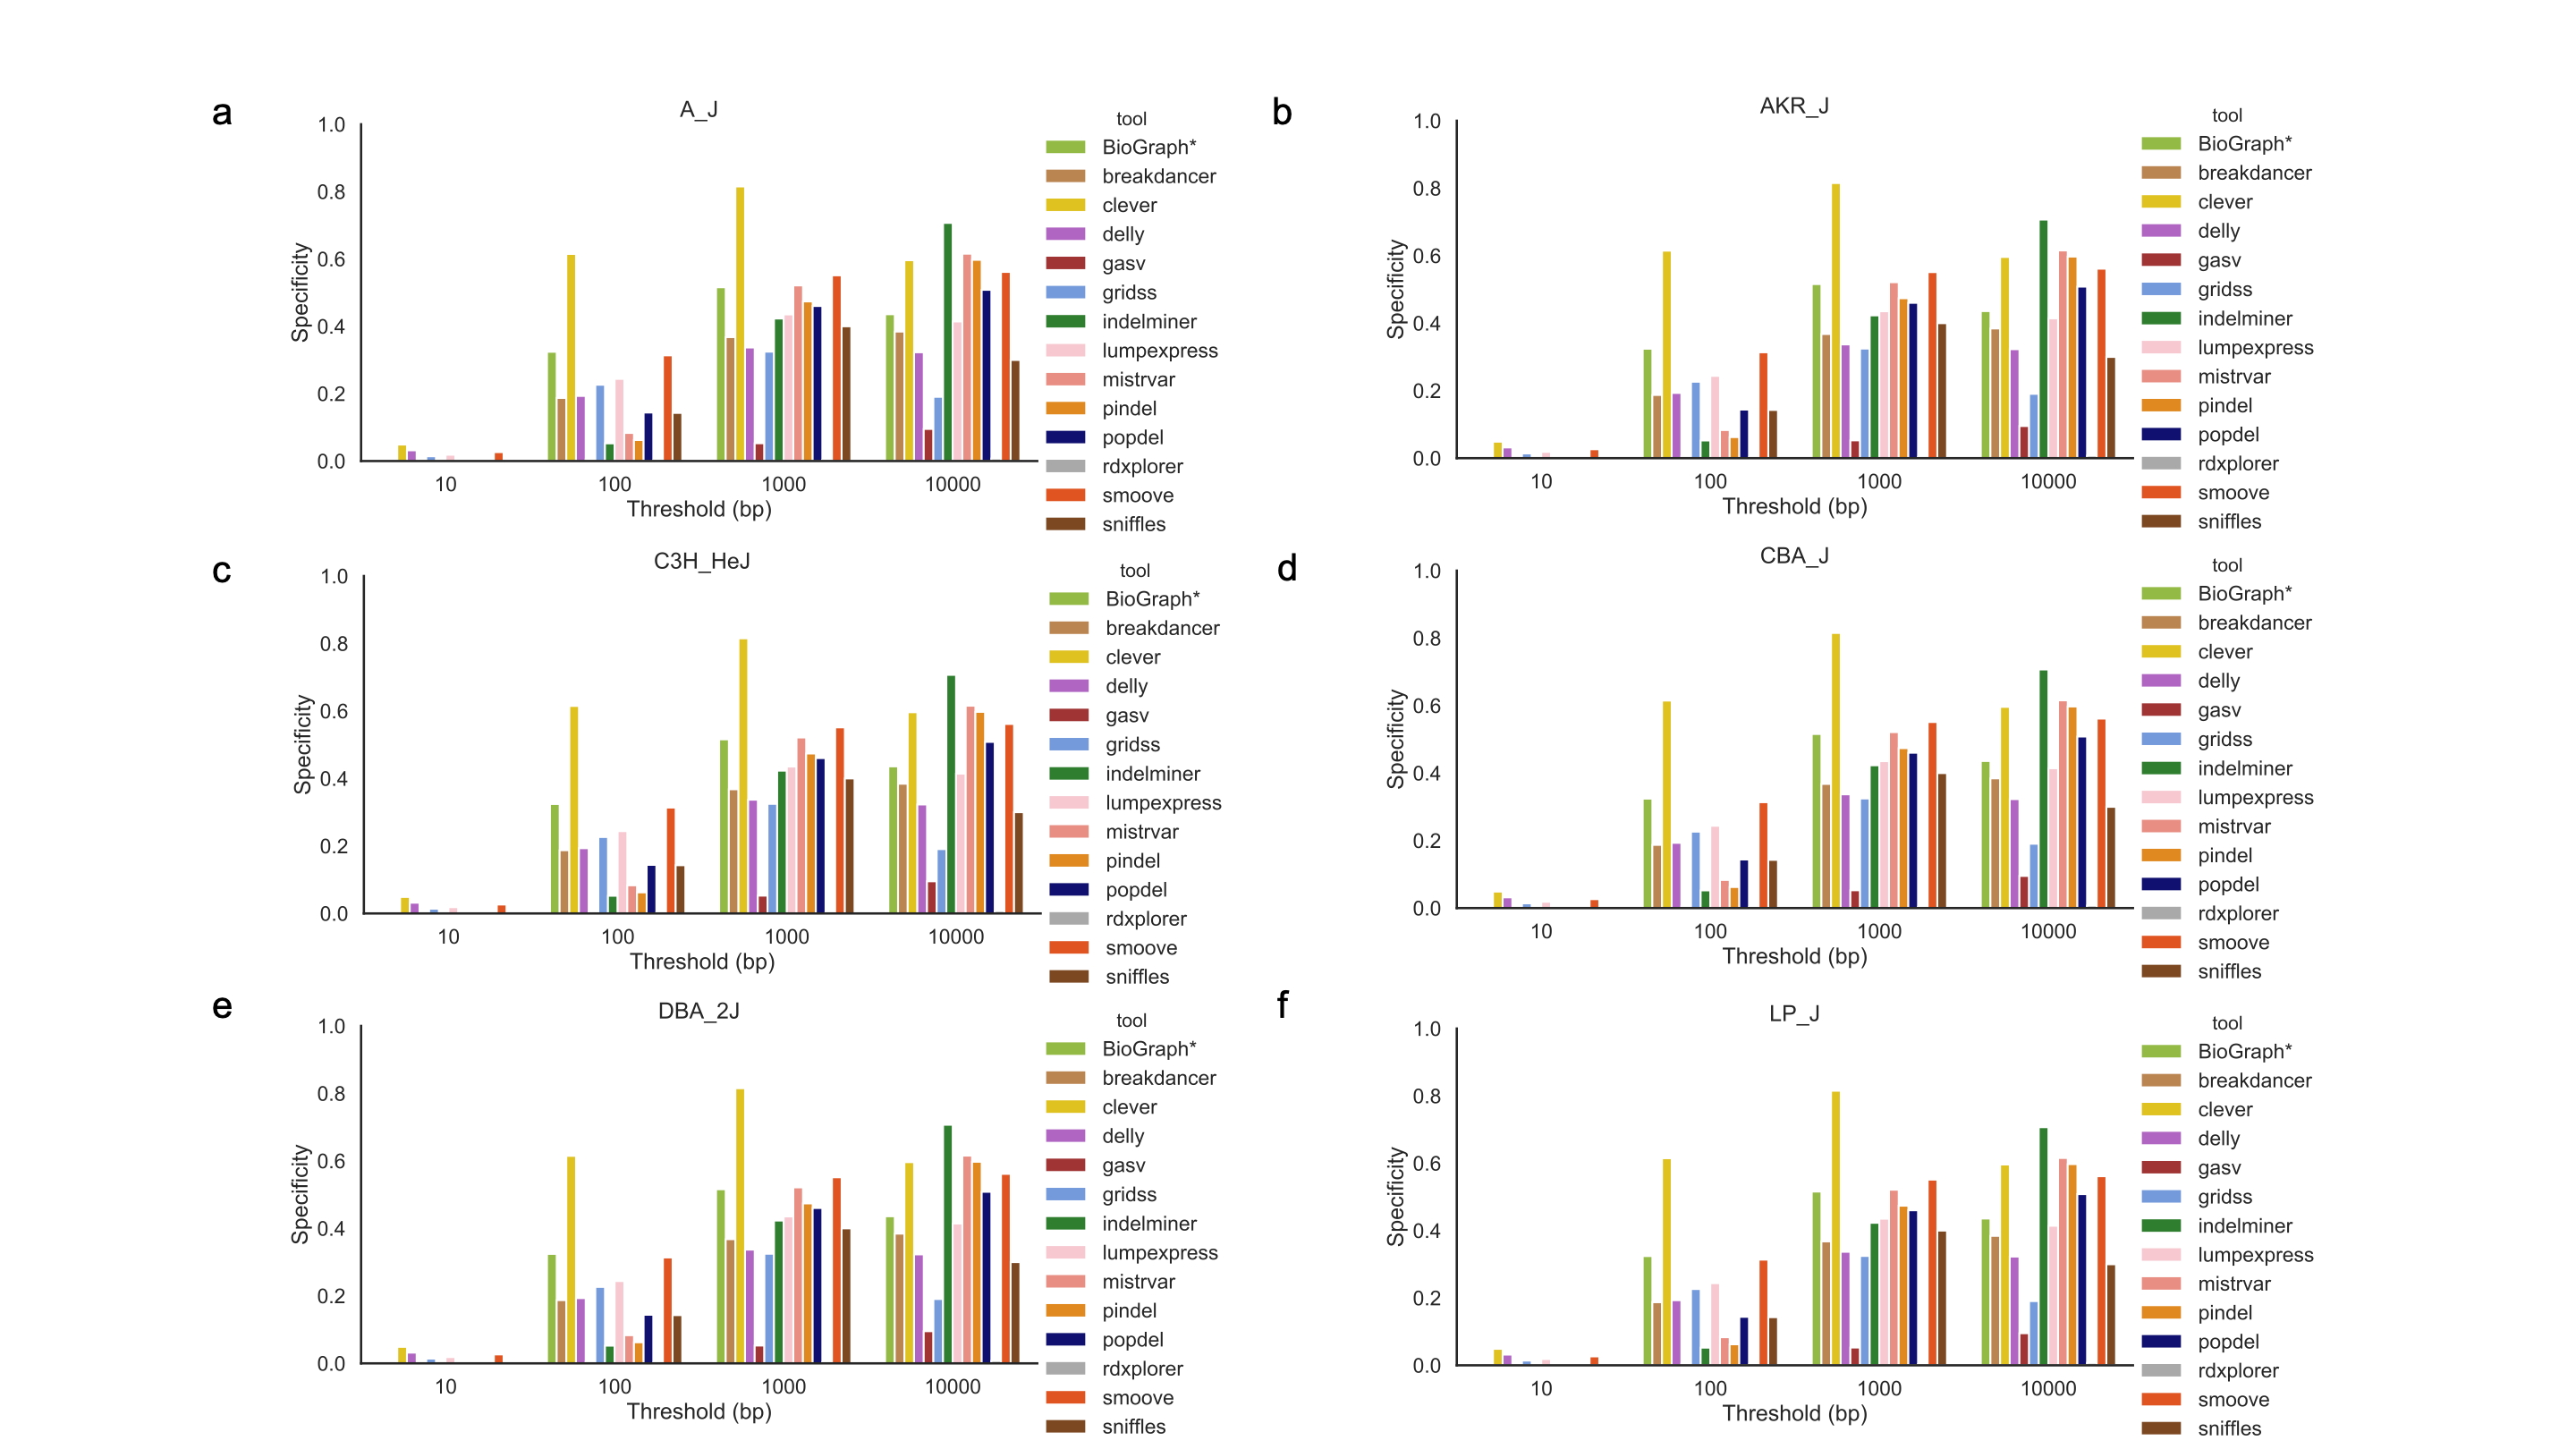 a
A_J
1.0
0.8
0.6
0.4
0.2
0.0
Specificity
10 100 1000 10000
Threshold (bp)
tool
BioGraph*
breakdancer
clever
delly
gasv
gridss
indelminer
lumpexpress
mistrvar
pindel
popdel
rdxplorer
smoove
sniffles
b
AKR_J
1.0
0.8
0.6
0.4
0.2
0.0
Specificity
10 100 1000 10000
Threshold (bp)
tool
BioGraph*
breakdancer
clever
delly
gasv
gridss
indelminer
lumpexpress
mistrvar
pindel
popdel
rdxplorer
smoove
sniffles
c
C3H_HeJ
1.0
0.8
0.6
0.4
0.2
0.0
Specificity
10 100 1000 10000
Threshold (bp)
tool
BioGraph*
breakdancer
clever
delly
gasv
gridss
indelminer
lumpexpress
mistrvar
pindel
popdel
rdxplorer
smoove
sniffles
d
CBA_J
1.0
0.8
0.6
0.4
0.2
0.0
Specificity
10 100 1000 10000
Threshold (bp)
tool
BioGraph*
breakdancer
clever
delly
gasv
gridss
indelminer
lumpexpress
mistrvar
pindel
popdel
rdxplorer
smoove
sniffles
e
DBA_2J
1.0
0.8
0.6
0.4
0.2
0.0
Specificity
10 100 1000 10000
Threshold (bp)
tool
BioGraph*
breakdancer
clever
delly
gasv
gridss
indelminer
lumpexpress
mistrvar
pindel
popdel
rdxplorer
smoove
sniffles
f
LP_J
1.0
0.8
0.6
0.4
0.2
0.0
Specificity
10 100 1000 10000
Threshold (bp)
tool
BioGraph*
breakdancer
clever
delly
gasv
gridss
indelminer
lumpexpress
mistrvar
pindel
popdel
rdxplorer
smoove
sniffles